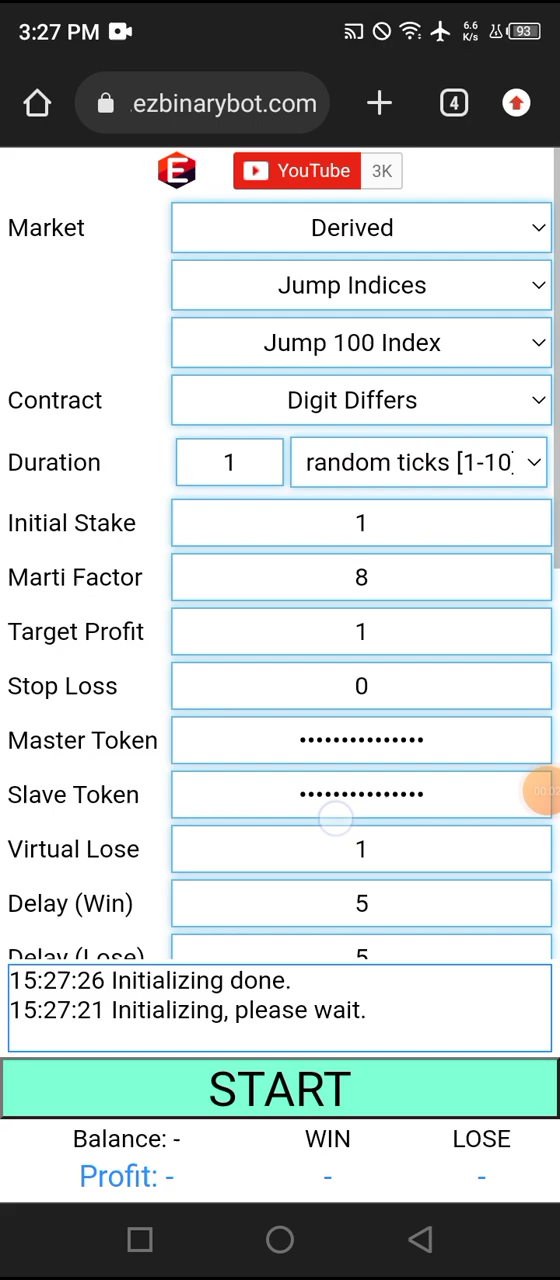 3:27 PM
6.6
K/s
93
.ezbinarybot.com
4
E
YouTube 3K
Market Derived
Jump Indices
Jump 100 Index
Contract Digit Differs
Duration 1 random ticks [1-10]
Initial Stake 1
Marti Factor 8
Target Profit 1
Stop Loss 0
Master Token ••••••••••••••••
Slave Token ••••••••••••••••
Virtual Lose 1
Delay (Win) 5
Delay (Lose) 5
15:27:26 Initializing done.
15:27:21 Initializing, please wait.
START
Balance: - WIN LOSE
Profit: - - -